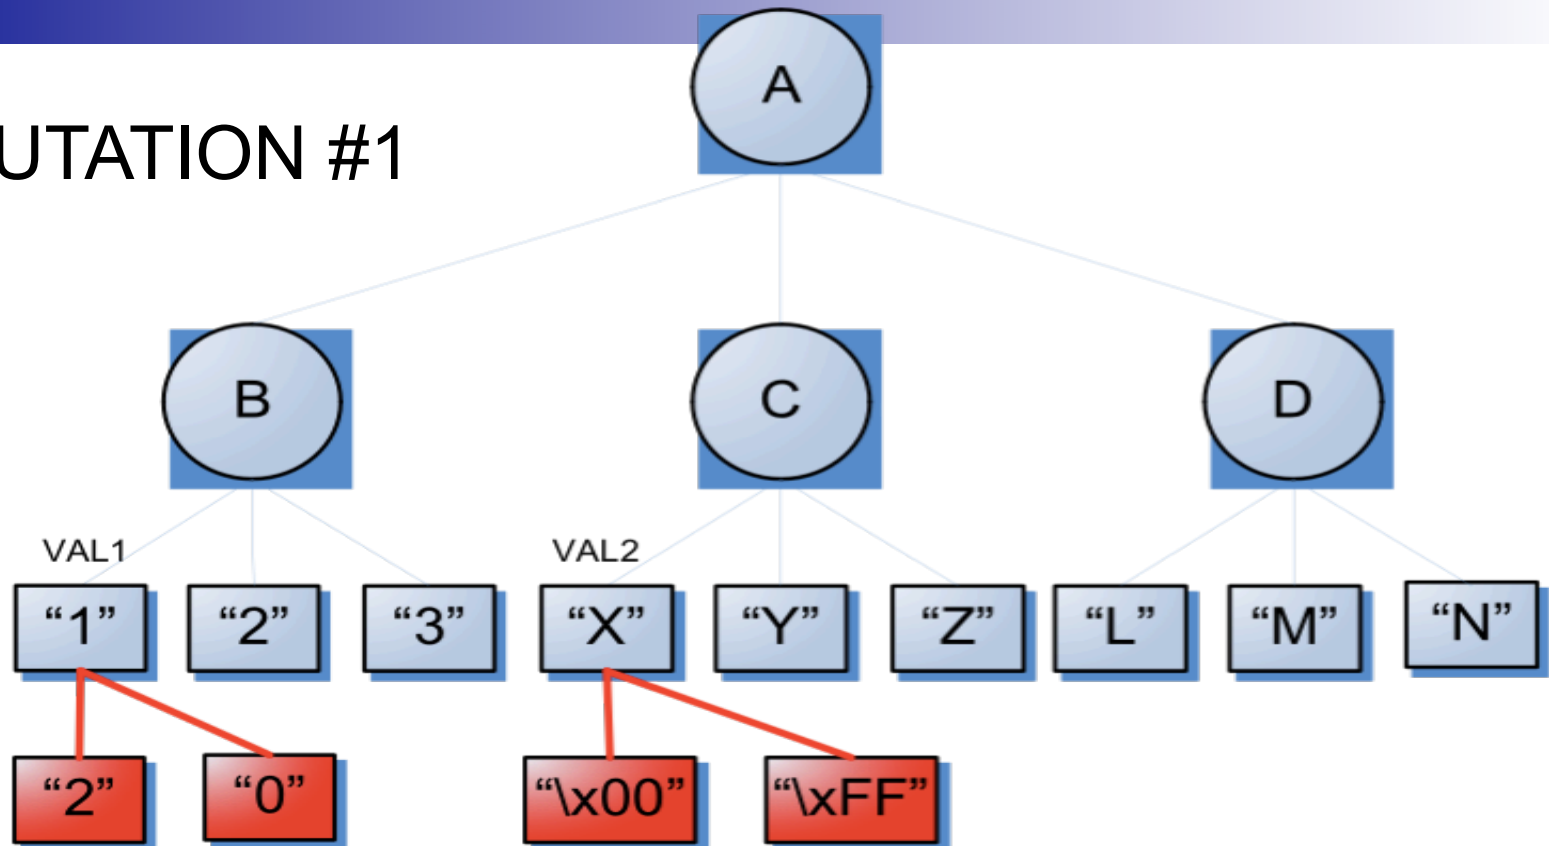 A
UTATION #1
B
C
D
VAL1
VAL2
“1”
“2”
“3”
“X”
“Y”
“Z”
“L”
“M”
“N”
“2”
“0”
“\x00”
“\xFF”